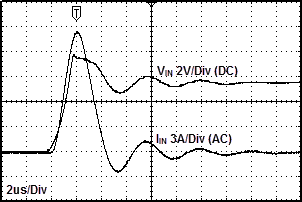 T
VIN 2V/Div (DC)
IIN 3A/Div (AC)
2us/Div